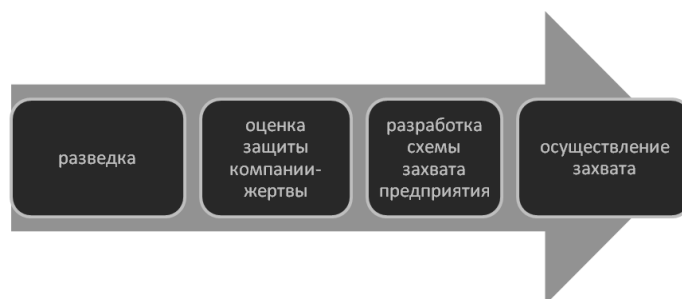 разведка
оценка
защиты
компании-
жертвы
разработка
схемы
захвата
предприятия
осуществление
захвата